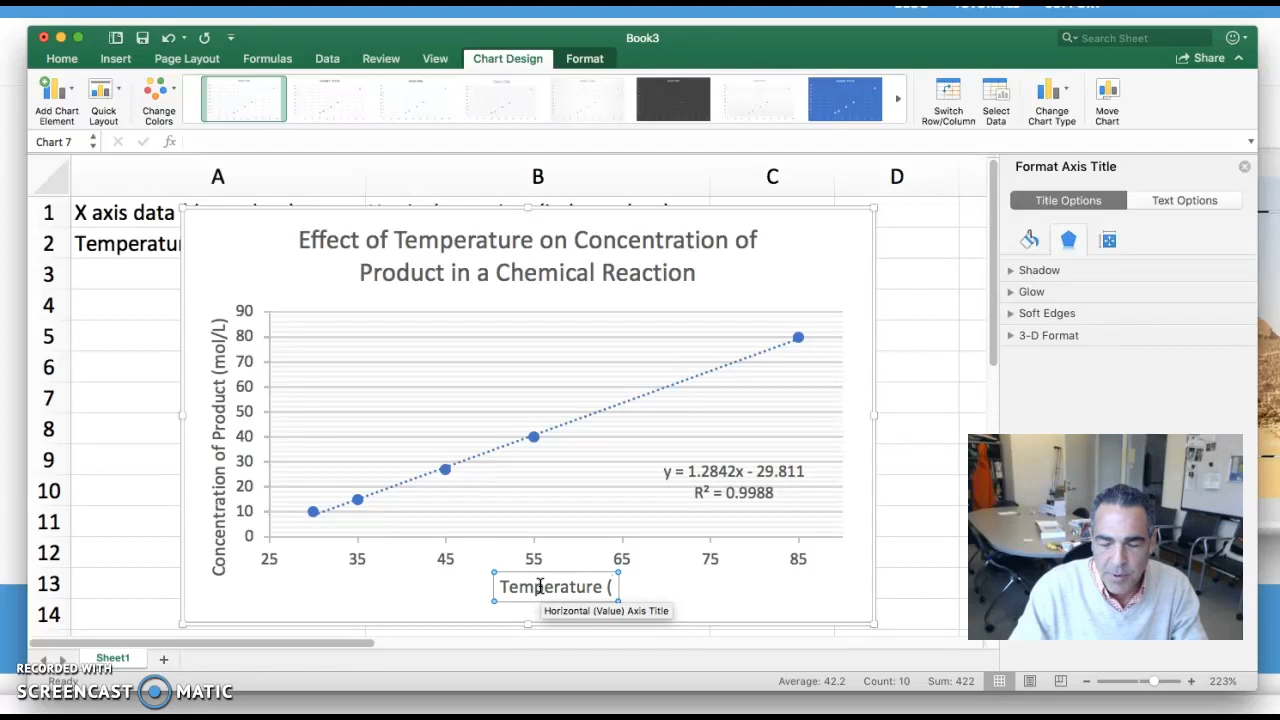 Book3
Search Sheet
Home Insert Page Layout Formulas Data Review View Chart Design Format
Share
Add Chart
Element
Quick
Layout
Change
Colors
Switch
Row/Column
Select
Data
Change
Chart Type
Move
Chart
Chart 7
fx
Format Axis Title
Title Options
Text Options
Shadow
Glow
Soft Edges
3-D Format
A B C D
1 X axis data
2 Temperatur
3
4
5
6
7
8
9
10
11
12
13
14
Effect of Temperature on Concentration of
Product in a Chemical Reaction
Concentration of Product (mol/L)
90
80
70
60
50
40
30
20
10
0
y = 1.2842x - 29.811
R² = 0.9988
25 35 45 55 65 75 85
Temperature (
Horizontal (Value) Axis Title
Sheet1
Ready
Average: 42.2 Count: 10 Sum: 422
223%
RECORDED WITH
SCREENCAST MATIC